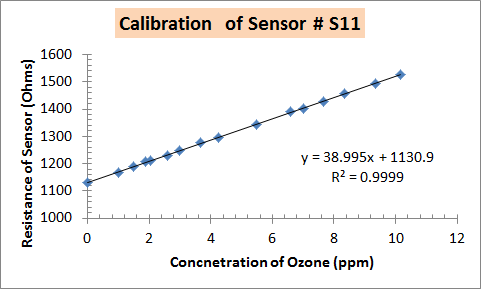 Calibration of Sensor # S11
Resistance of Sensor (Ohms)
1600
1500
1400
1300
1200
1100
1000
y = 38.995x + 1130.9
R² = 0.9999
0 2 4 6 8 10 12
Concnetration of Ozone (ppm)